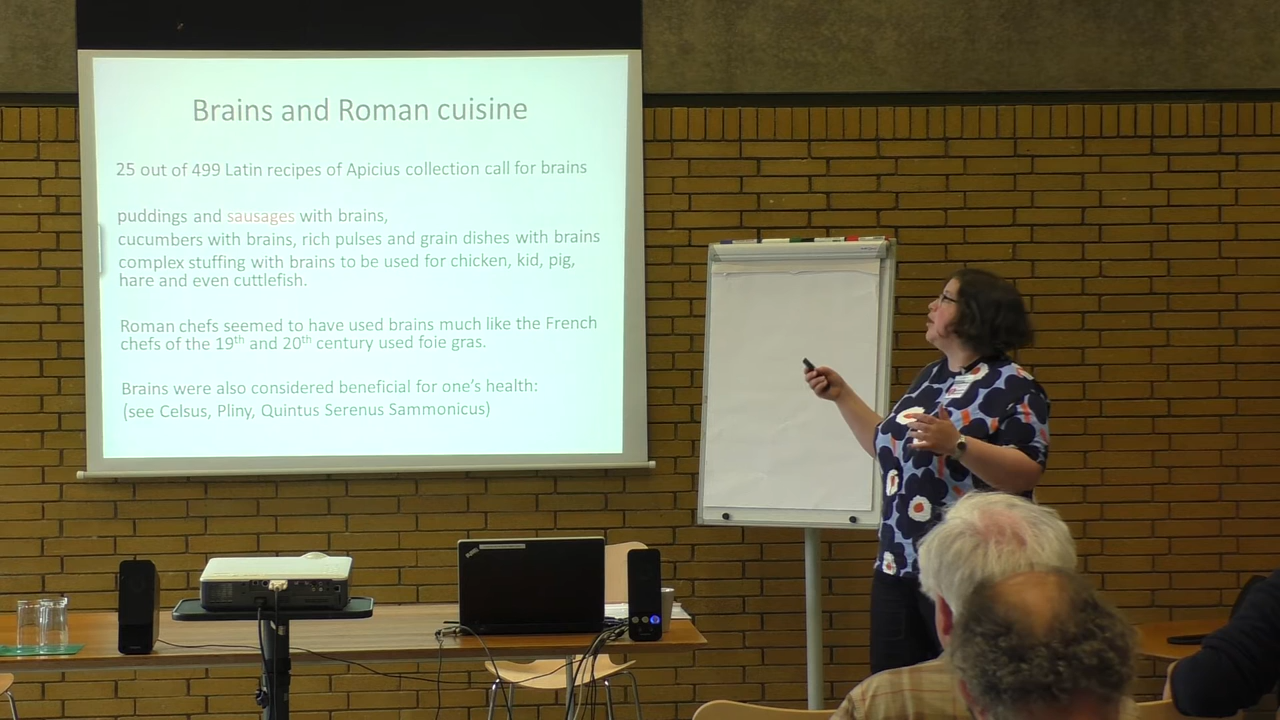 Brains and Roman cuisine
25 out of 499 Latin recipes of Apicius collection call for brains
puddings and sausages with brains,
cucumbers with brains, rich pulses and grain dishes with brains
complex stuffing with brains to be used for chicken, kid, pig,
hare and even cuttlefish.
Roman chefs seemed to have used brains much like the French
chefs of the 19th and 20th century used foie gras.
Brains were also considered beneficial for one's health:
(see Celsus, Pliny, Quintus Serenus Sammonicus)